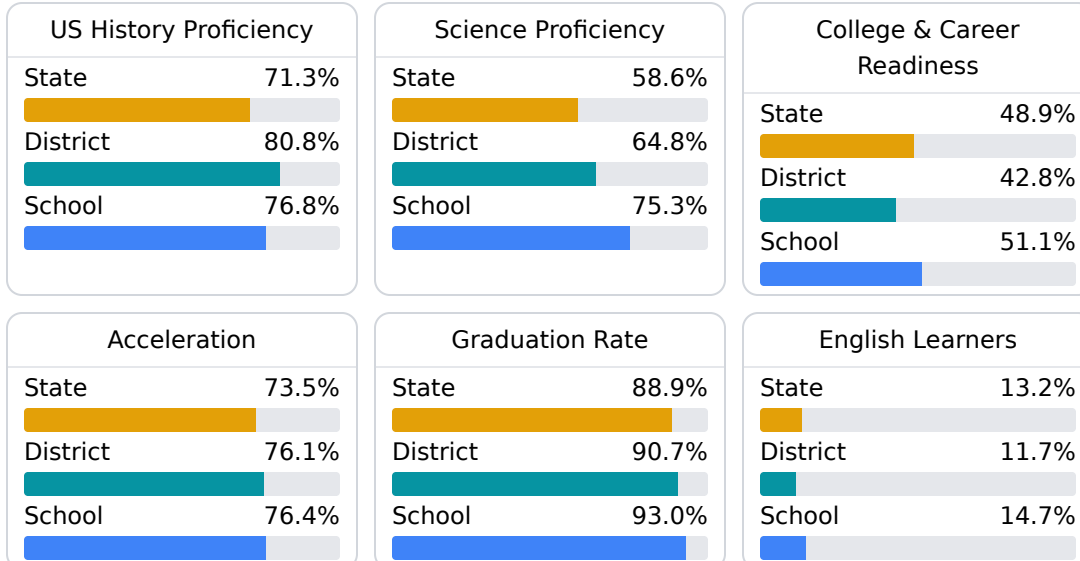 US History Proficiency
State 71.3%
District 80.8%
School 76.8%
Science Proficiency
State 58.6%
District 64.8%
School 75.3%
College & Career
Readiness
State 48.9%
District 42.8%
School 51.1%
Acceleration
State 73.5%
District 76.1%
School 76.4%
Graduation Rate
State 88.9%
District 90.7%
School 93.0%
English Learners
State 13.2%
District 11.7%
School 14.7%